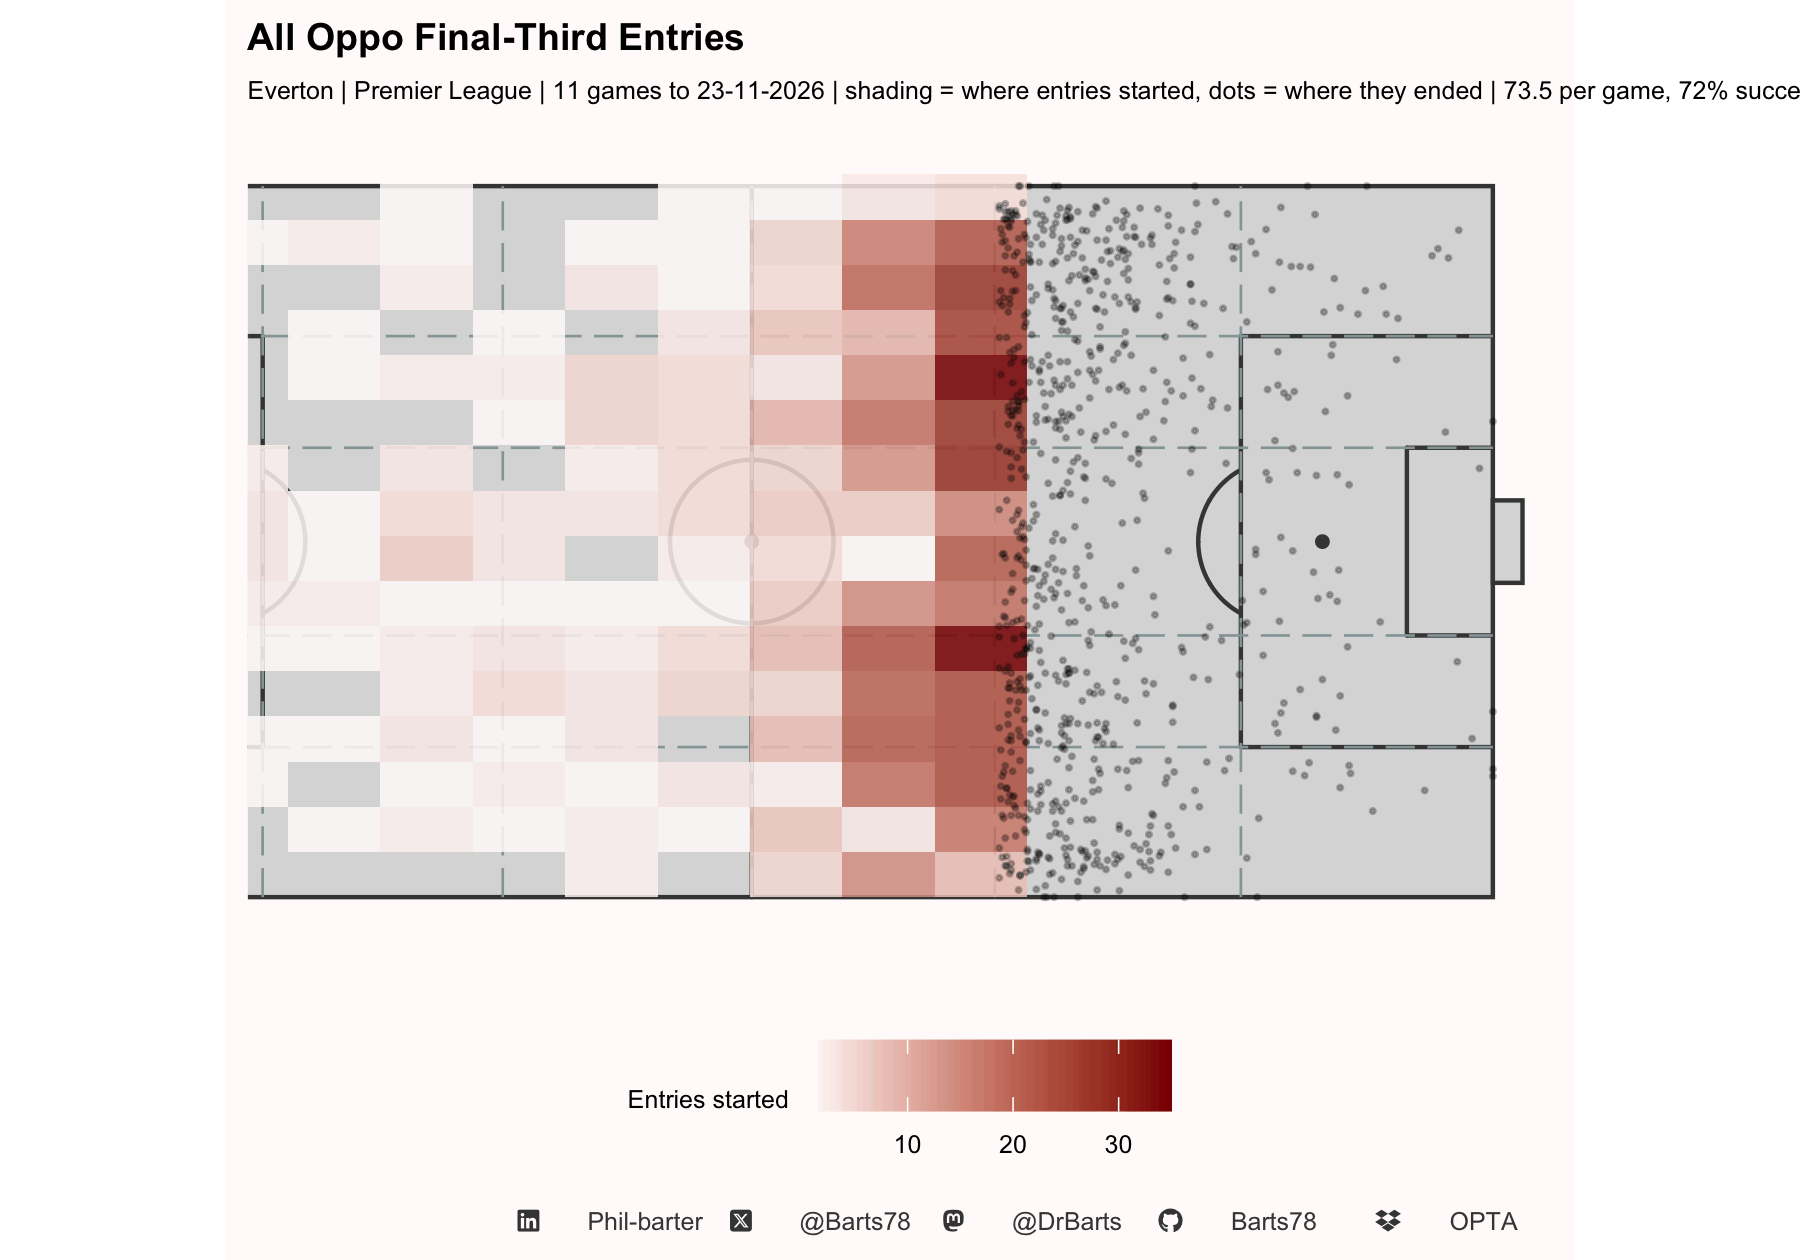 All Oppo Final-Third Entries
Everton | Premier League | 11 games to 23-11-2026 | shading = where entries started, dots = where they ended | 73.5 per game, 72% succe
Entries started
10 20 30
Phil-barter @Barts78 @DrBarts Barts78 OPTA